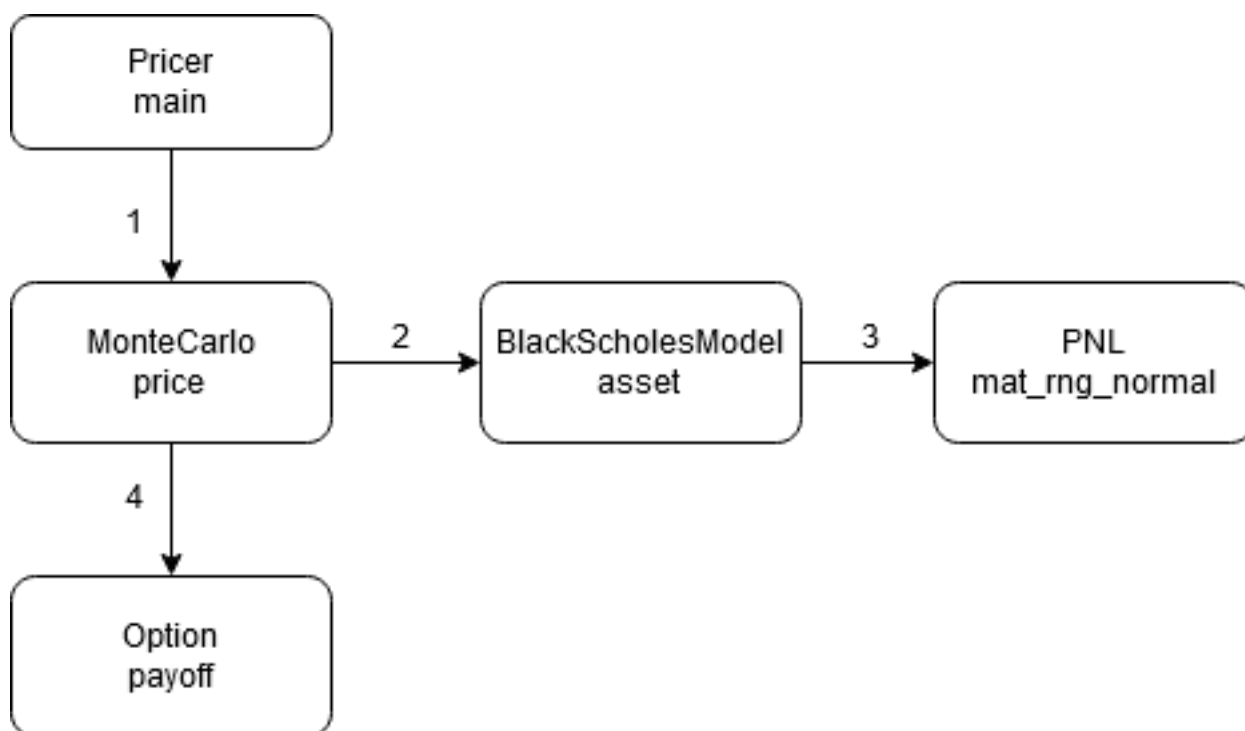 Pricer
main
1
MonteCarlo
price
2
BlackScholesModel
asset
3
PNL
mat_rng_normal
4
Option
payoff